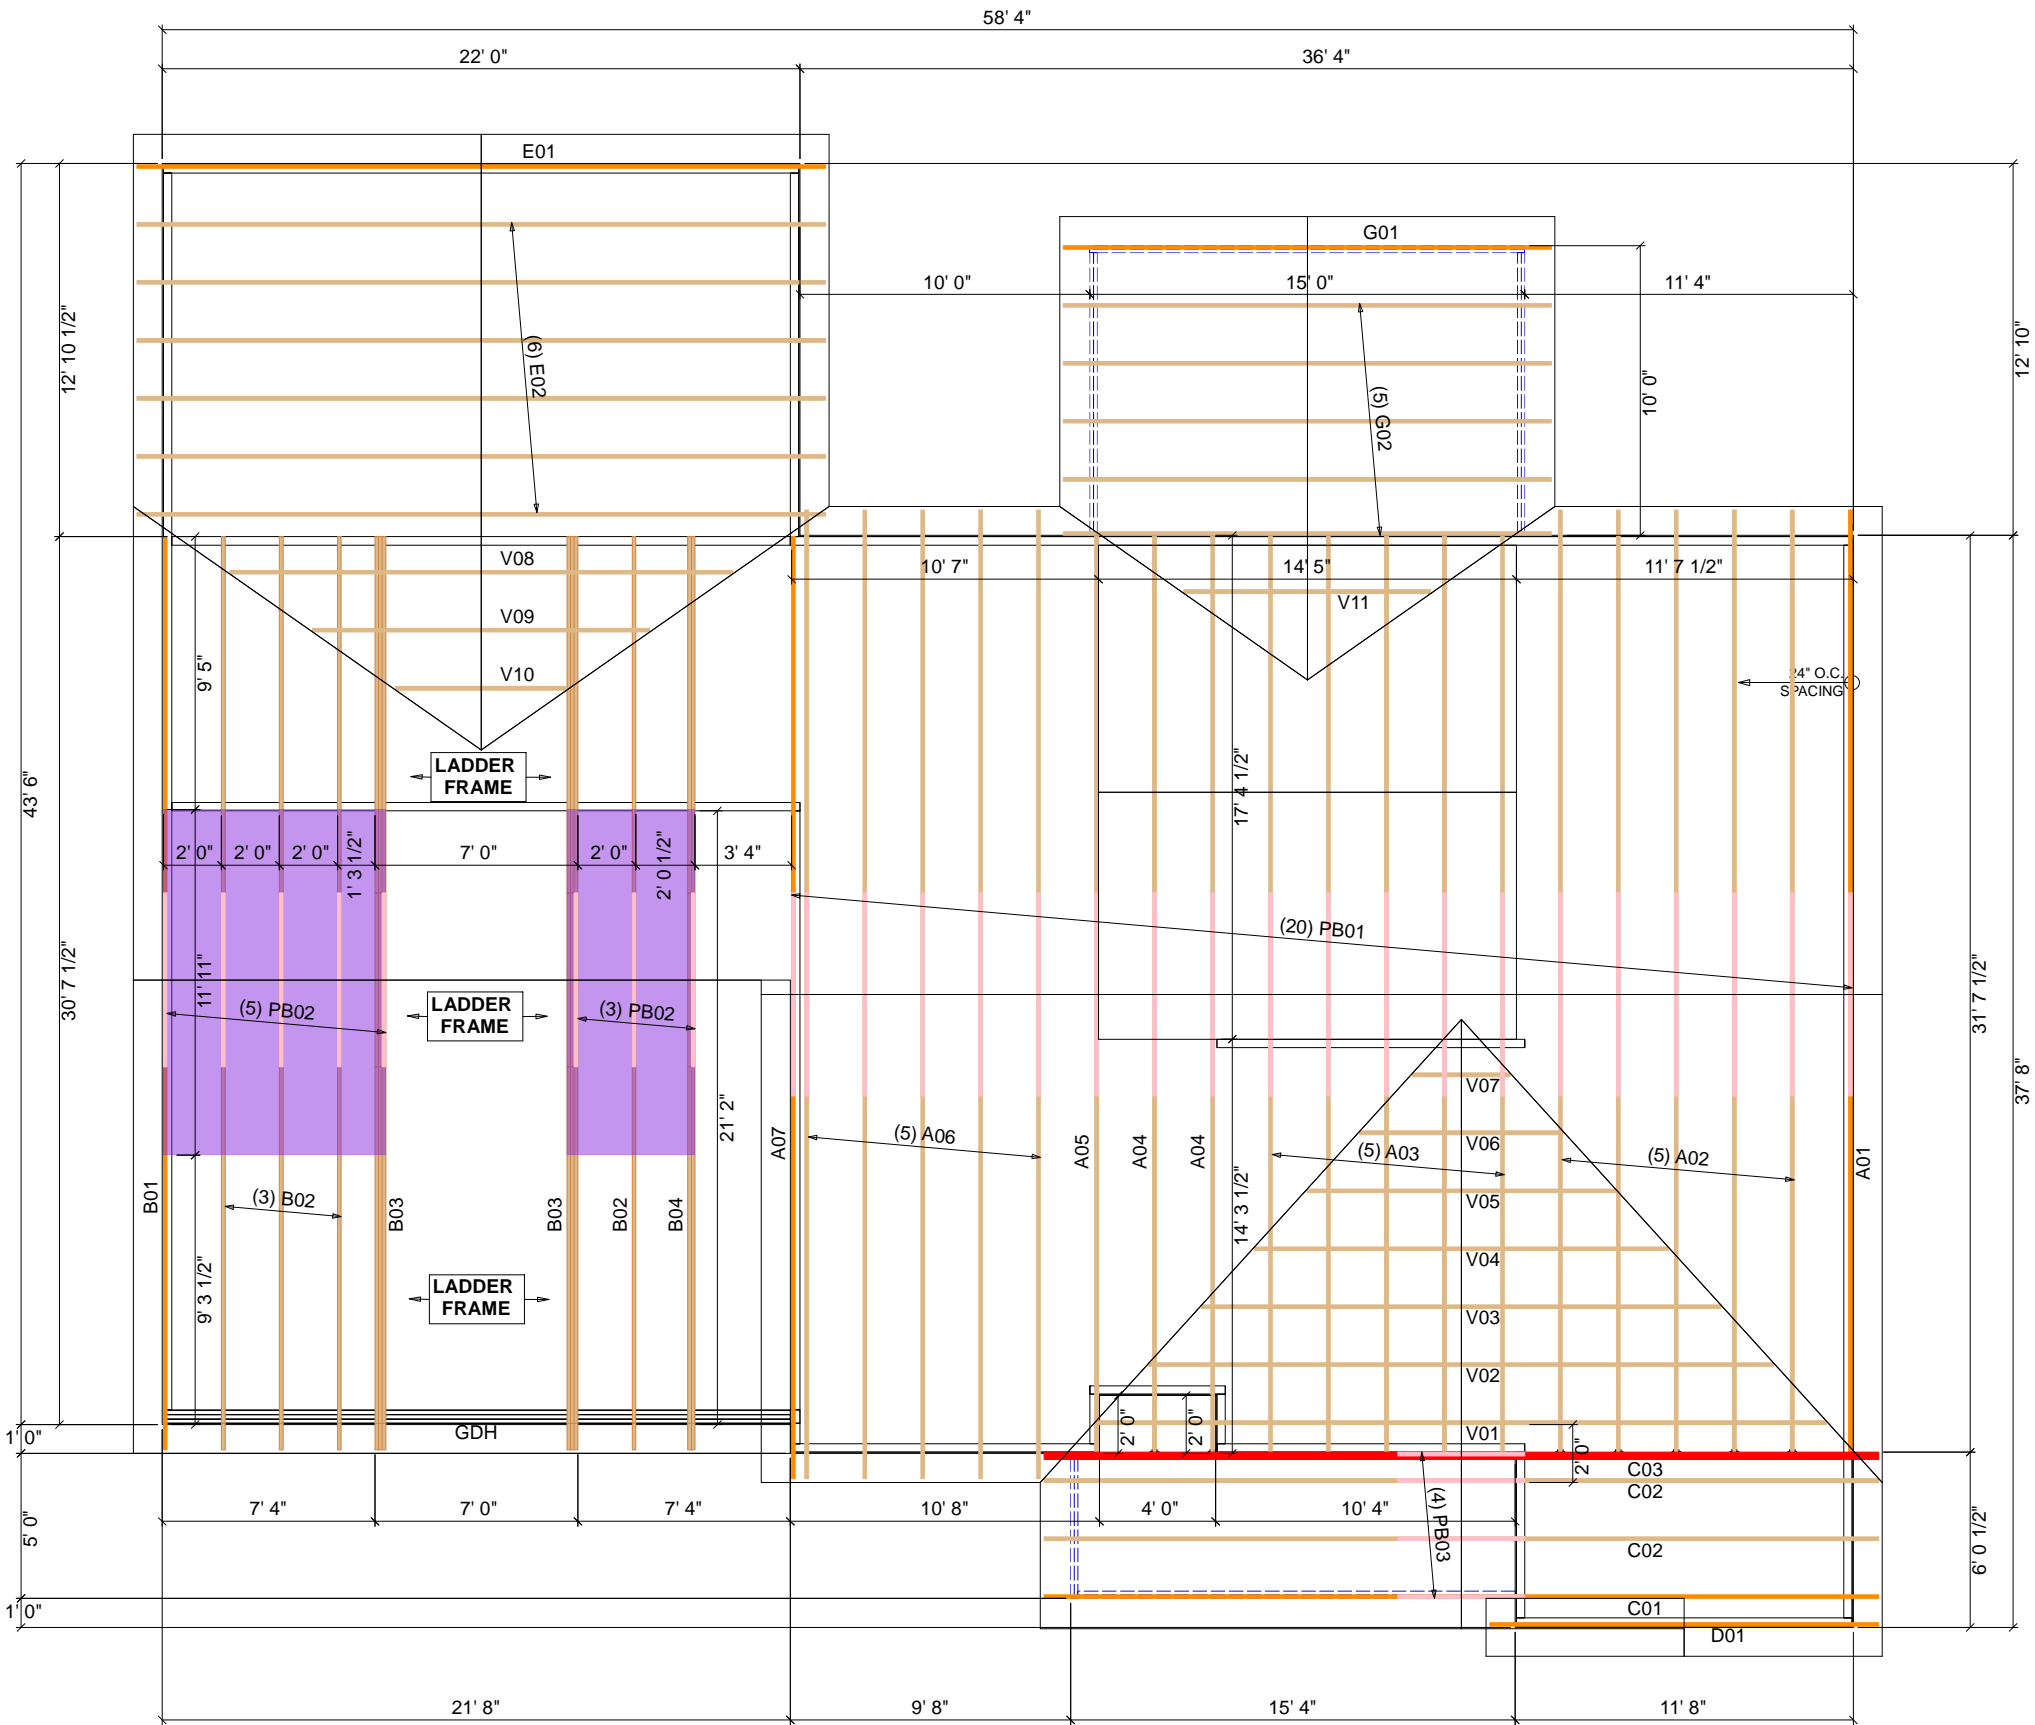 58' 4"
22' 0"
36' 4"
E01
G01
10' 0"
15' 0"
11' 4"
12' 10 1/2"
(6) E02
(5) G02
10' 0"
12' 10"
V08
10' 7"
14' 5"
11' 7 1/2"
V11
V09
9' 5"
V10
24" O.C.
SPACING
LADDER
FRAME
43' 6"
17' 4 1/2"
2' 0"
2' 0"
2' 0"
1' 3 1/2"
7' 0"
2' 0"
2' 0 1/2"
3' 4"
(20) PB01
30' 7 1/2"
11' 11"
(5) PB02
LADDER
FRAME
(3) PB02
31' 7 1/2"
37' 8"
V07
21' 2"
A07
(5) A06
A05
A04
A04
V06
(5) A03
(5) A02
A01
B01
(3) B02
B03
B03
B02
B04
14' 3 1/2"
V05
V04
LADDER
FRAME
9' 3 1/2"
V03
V02
2' 0"
2' 0"
GDH
V01
1' 0"
2' 0"
C03
C02
7' 4"
7' 0"
7' 4"
10' 8"
4' 0"
10' 4"
(4) PB03
5' 0"
C02
6' 0 1/2"
1' 0"
C01
D01
21' 8"
9' 8"
15' 4"
11' 8"